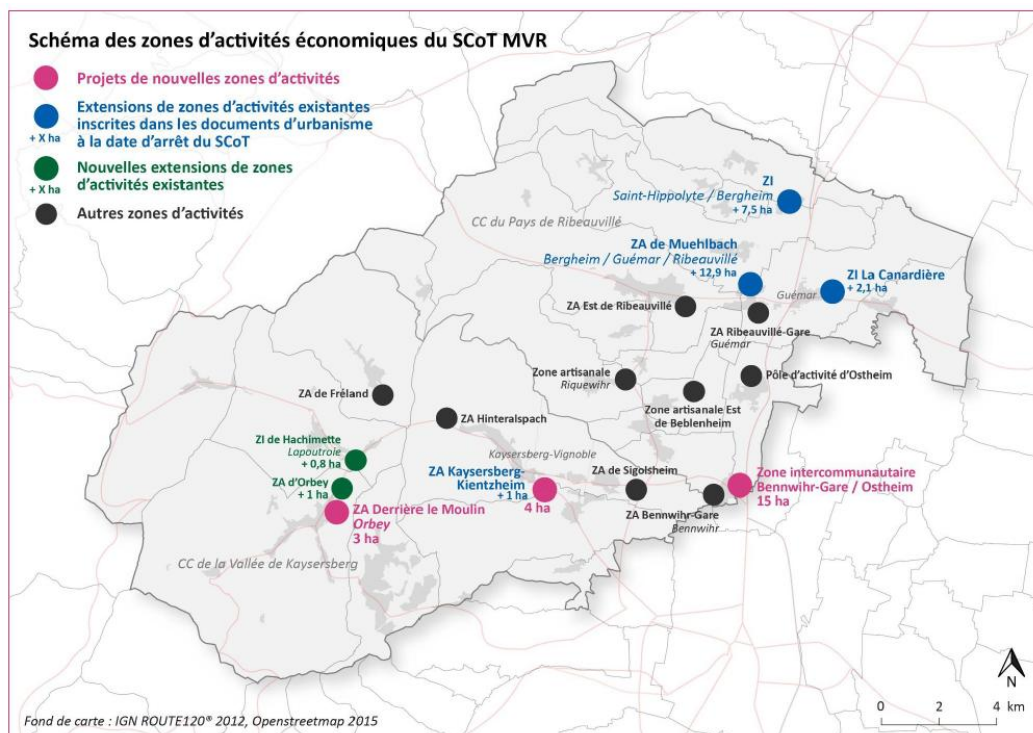 Schéma des zones d'activités économiques du SCoT MVR
Projets de nouvelles zones d'activités
Extensions de zones d'activités existantes
inscrites dans les documents d'urbanisme
à la date d'arrêt du SCoT
+ X ha
Nouvelles extensions de zones
d'activités existantes
+ X ha
Autres zones d'activités
CC du Pays de Ribeauvillé
ZI
Saint-Hippolyte / Bergheim
+ 7,5 ha
ZA de Muehlbach
Bergheim / Guémar / Ribeauvillé
+ 12,9 ha
ZI La Canardière
+ 2,1 ha
Guémar
ZA Est de Ribeauvillé
ZA Ribeauvillé-Gare
Guémar
Zone artisanale
Riquewihr
Pôle d'activité d'Ostheim
Zone artisanale Est
de Beblenheim
ZA de Fréland
ZA Hinteralspach
ZI de Hachimette
Lapoutroie
+ 0,8 ha
Kaysersberg-Vignoble
ZA d'Orbey
+ 1 ha
ZA Kaysersberg-
Kientzheim
+ 1 ha
4 ha
ZA de Sigolsheim
Zone intercommunautaire
Bennwihr-Gare / Ostheim
15 ha
ZA Bennwihr-Gare
Bennwihr
ZA Derrière le Moulin
Orbey
3 ha
CC de la Vallée de Kaysersberg
N
0 2 4 km
Fond de carte : IGN ROUTE120® 2012, Openstreetmap 2015